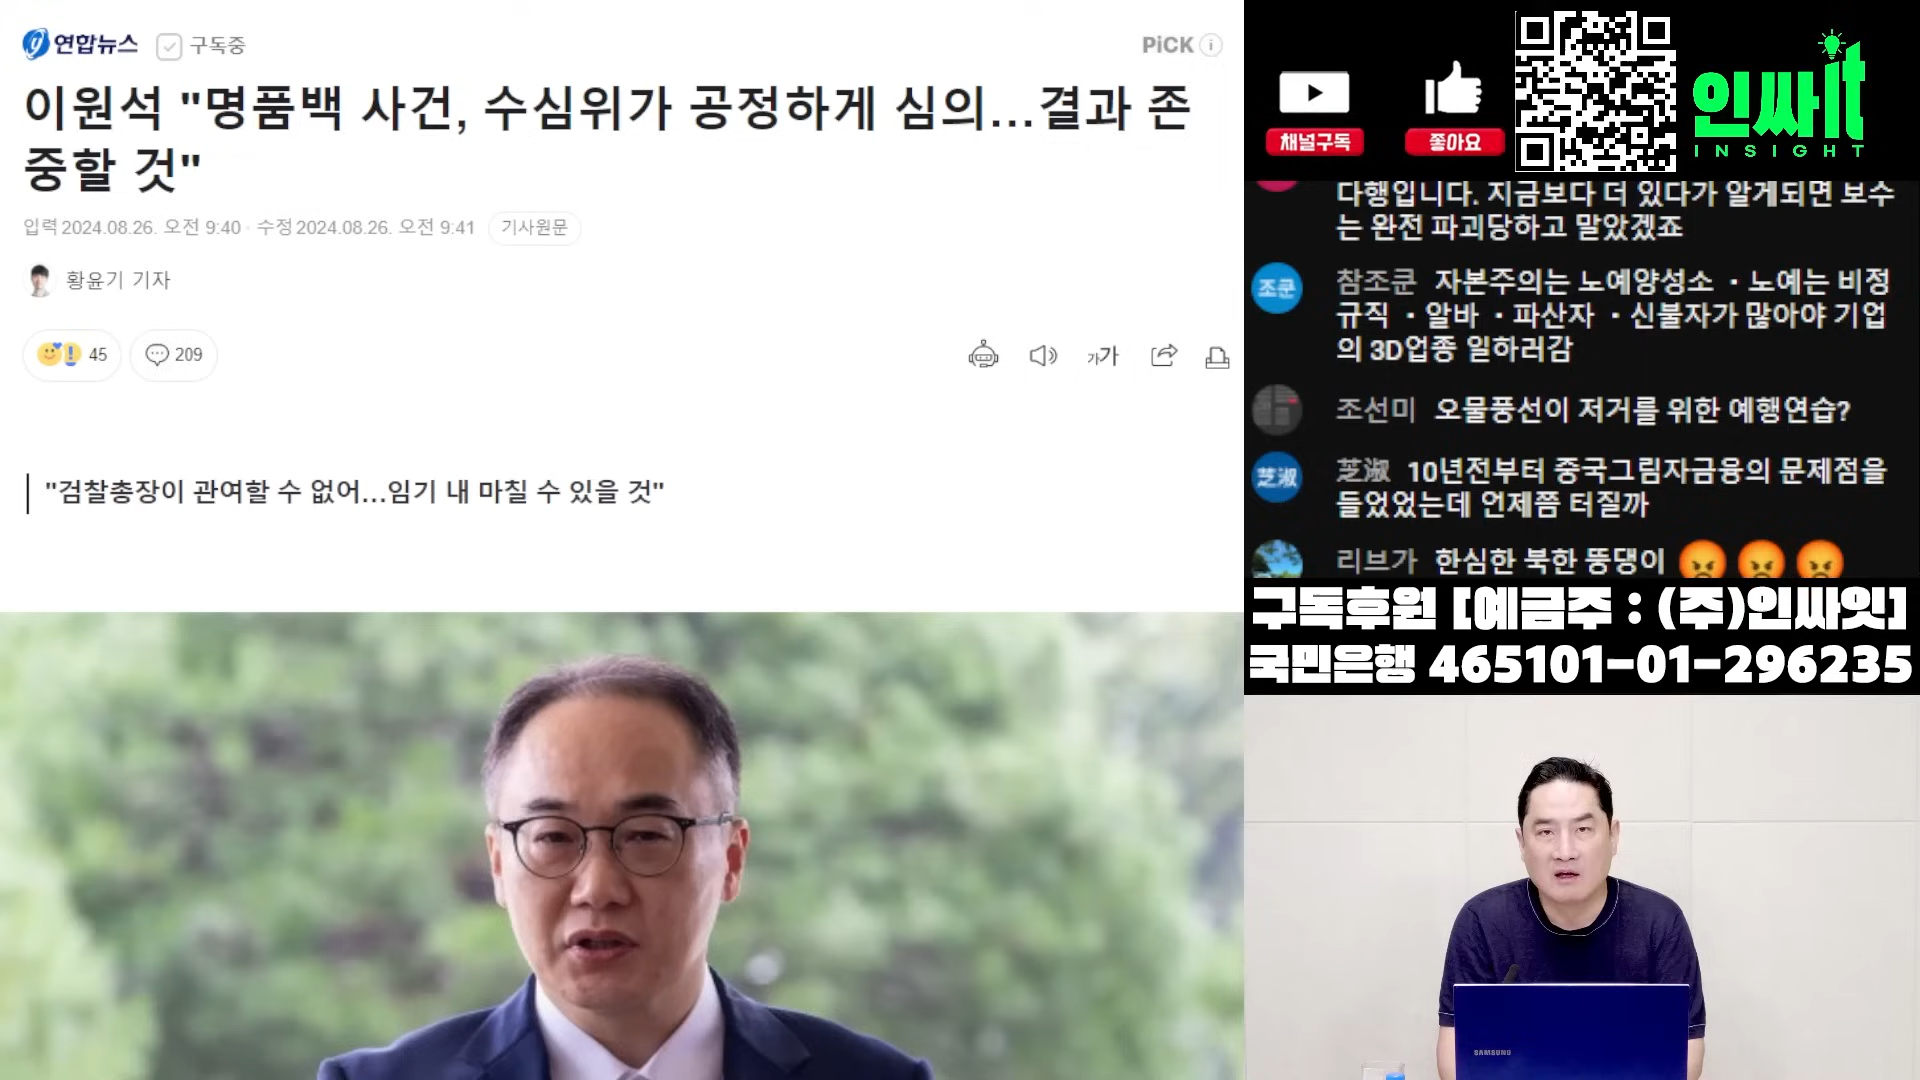 연합뉴스 구독중
PiCK
이원석 "명품백 사건, 수심위가 공정하게 심의…결과 존
중할 것"
입력 2024.08.26. 오전 9:40 · 수정 2024.08.26. 오전 9:41 기사원문
황윤기 기자
45 209
가가
"검찰총장이 관여할 수 없어…임기 내 마칠 수 있을 것"
채널구독 좋아요
인싸it
INSIGHT
다행입니다. 지금보다 더 있다가 알게되면 보수
는 완전 파괴당하고 말았겠죠
조쿤 참조쿤 자본주의는 노예양성소 · 노예는 비정
규직 · 알바 · 파산자 · 신불자가 많아야 기업
의 3D업종 일하러감
조선미 오물풍선이 저거를 위한 예행연습?
芝淑 芝淑 10년전부터 중국그림자금융의 문제점을
들었었는데 언제쯤 터질까
리브가 한심한 북한 뚱댕이
구독후원 [예금주 : (주)인싸잇]
국민은행 465101-01-296235
SAMSUNG